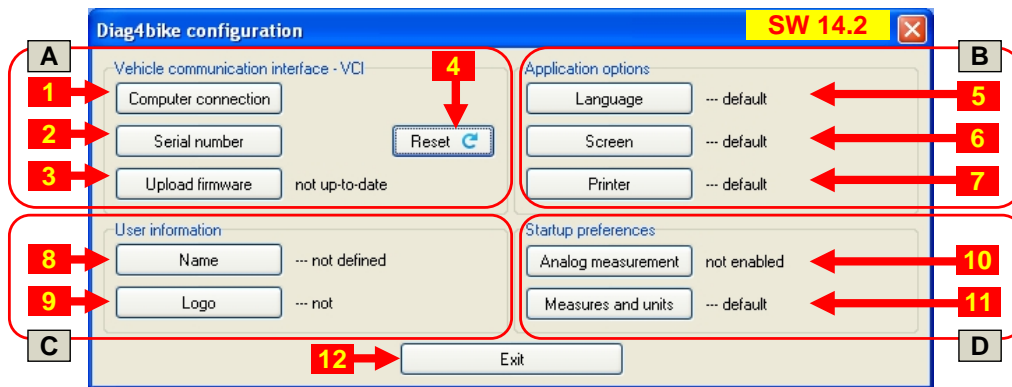 Diag4bike configuration
SW 14.2
A
B
Vehicle communication interface - VCI
4
Application options
1
Computer connection
Language
--- default
5
2
Serial number
Reset
Screen
--- default
6
3
Upload firmware
not up-to-date
Printer
--- default
7
User information
Startup preferences
8
Name
--- not defined
Analog measurement
not enabled
10
9
Logo
--- not
Measures and units
--- default
11
C
D
12
Exit